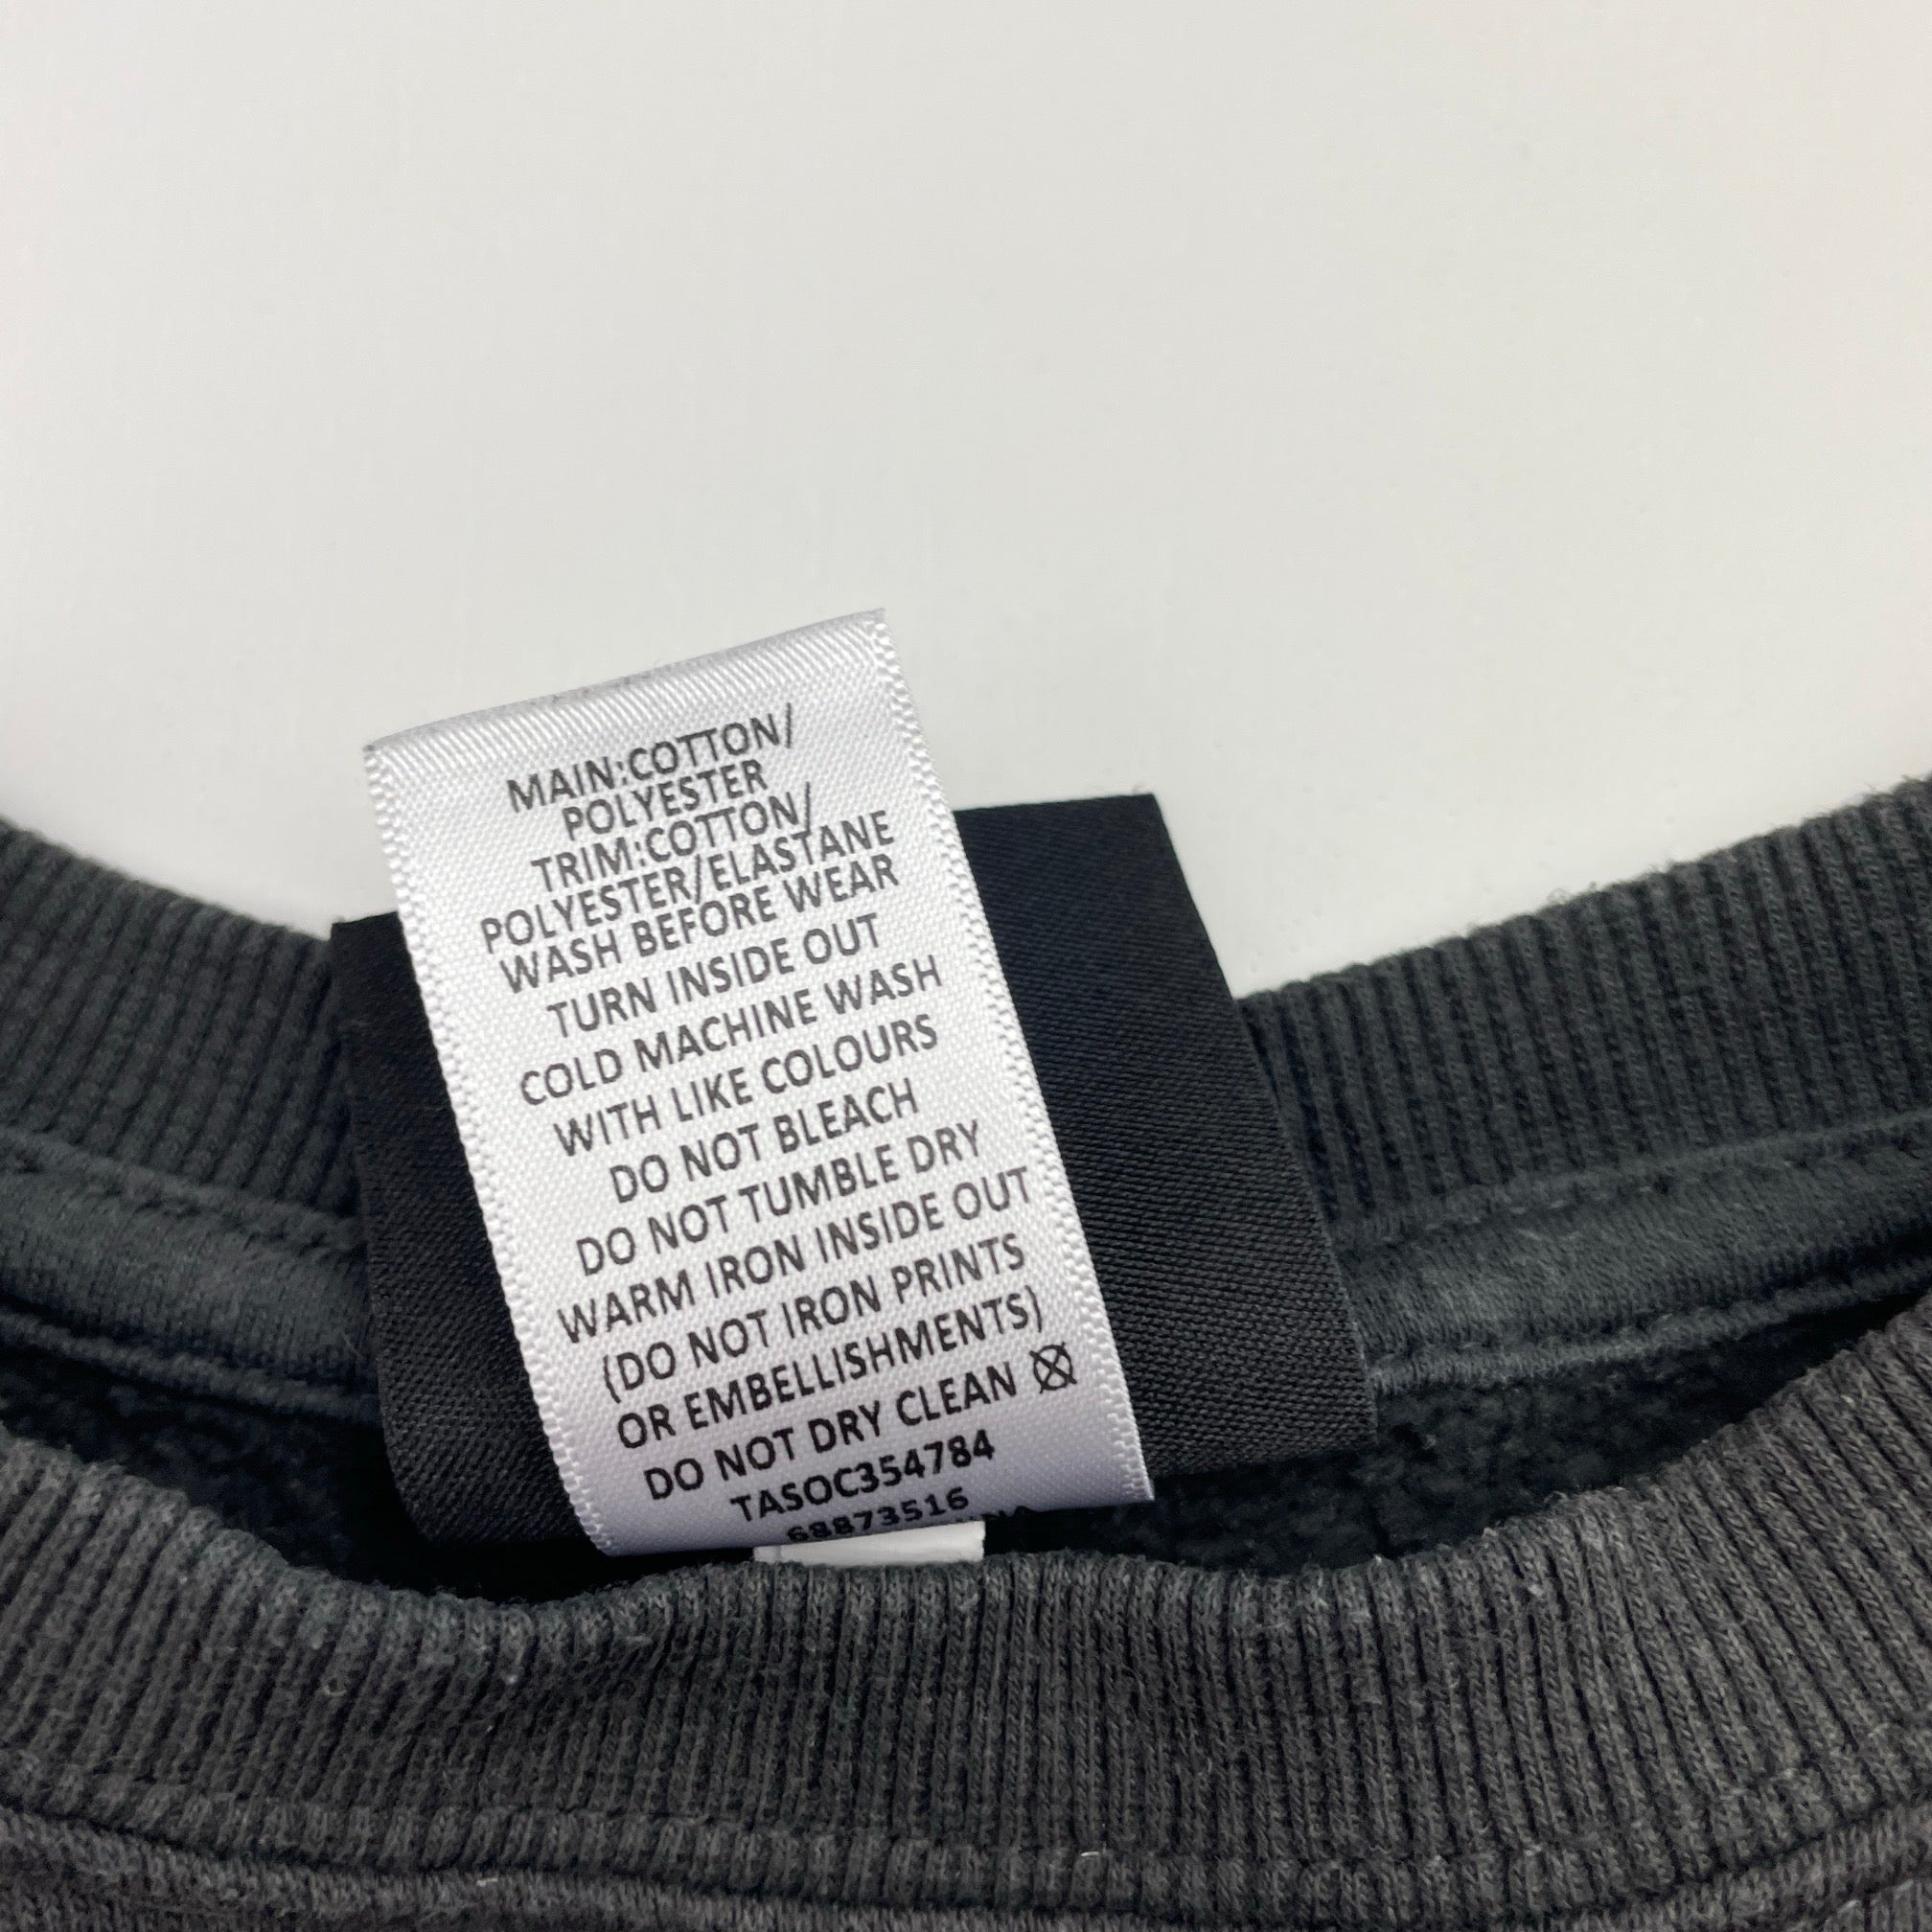 MAIN:COTTON/
POLYESTER
TRIM:COTTON/
POLYESTER/ELASTANE
WASH BEFORE WEAR
TURN INSIDE OUT
COLD MACHINE WASH
WITH LIKE COLOURS
DO NOT BLEACH
DO NOT TUMBLE DRY
WARM IRON INSIDE OUT
(DO NOT IRON PRINTS
OR EMBELLISHMENTS)
DO NOT DRY CLEAN
TASOC354784
68873516